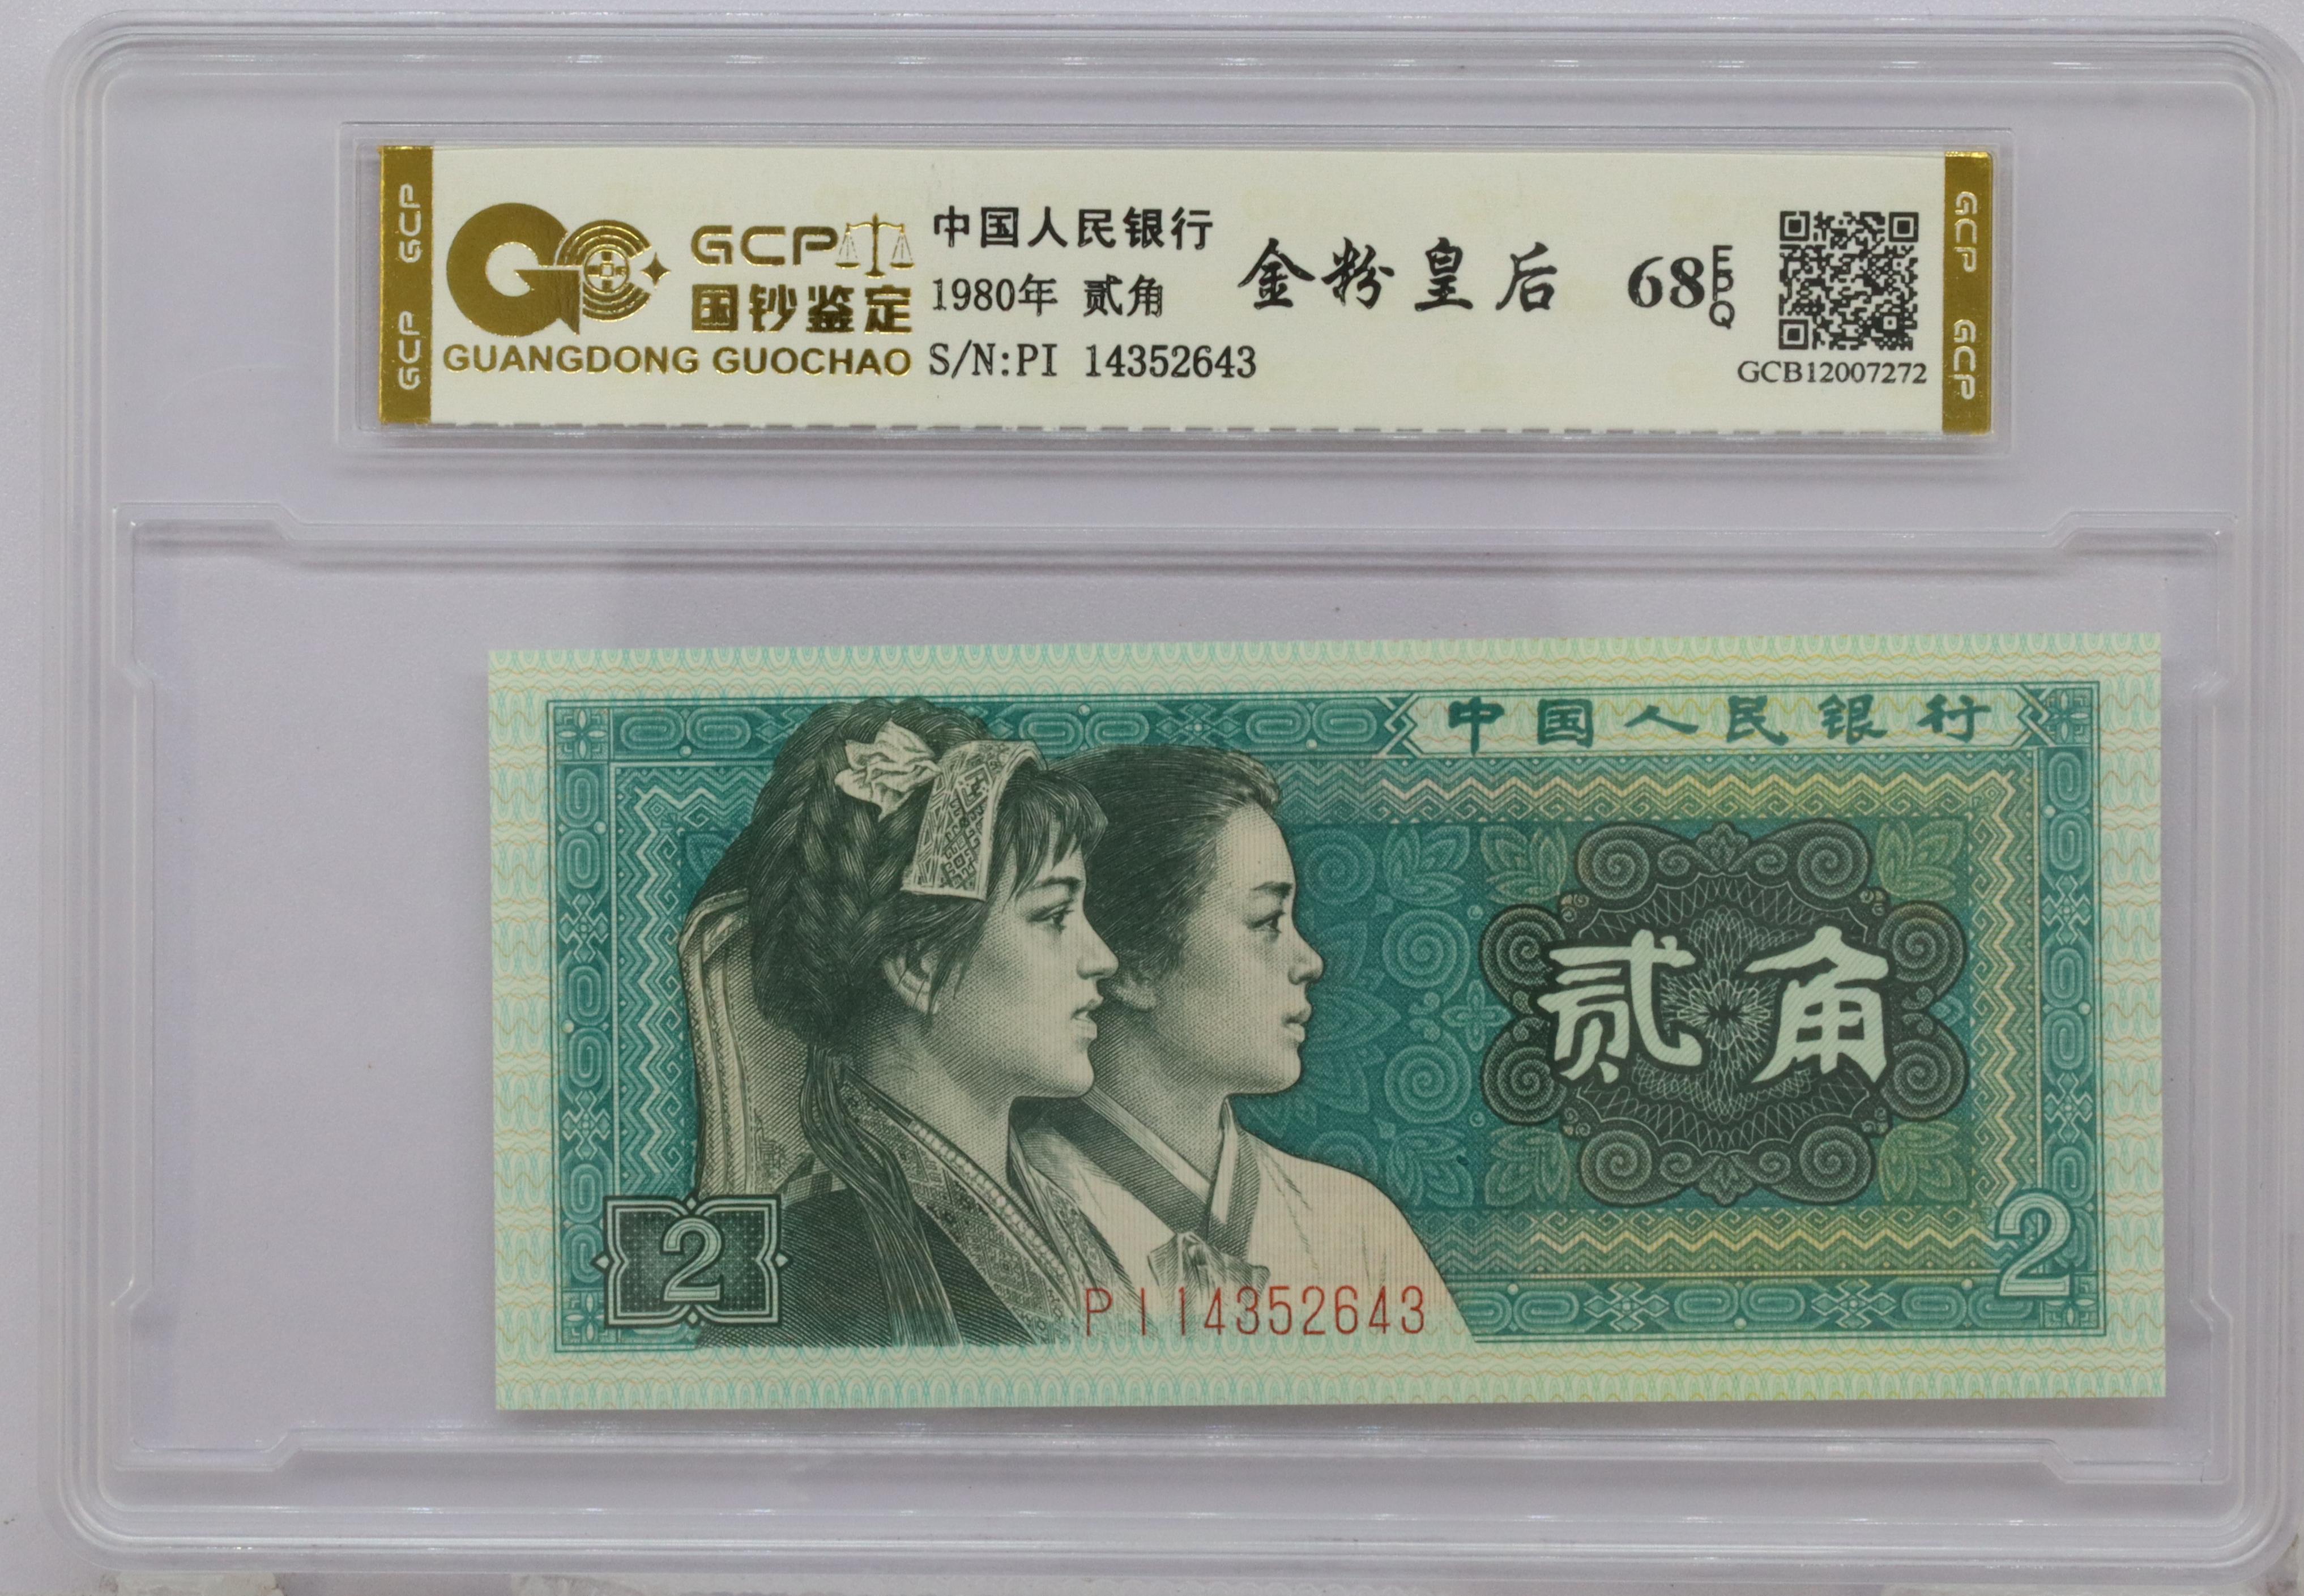 GCP GCP
GCP
国钞鉴定
GUANGDONG GUOCHAO
中国人民银行
1980年 贰角
S/N:PI 14352643
金粉皇后 68 EPQ
GCB12007272
GCP GCP
中国人民银行
贰角
2
2
PI14352643